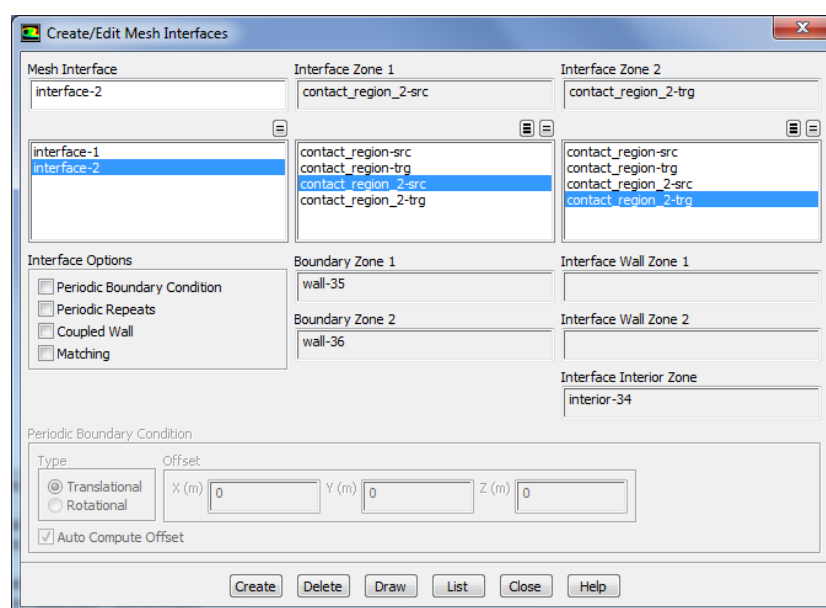 Create/Edit Mesh Interfaces
Mesh Interface
Interface Zone 1
Interface Zone 2
interface-2
contact_region_2-src
contact_region_2-trg
interface-1
interface-2
contact_region-src
contact_region-trg
contact_region_2-src
contact_region_2-trg
contact_region-src
contact_region-trg
contact_region_2-src
contact_region_2-trg
Interface Options
Periodic Boundary Condition
Periodic Repeats
Coupled Wall
Matching
Boundary Zone 1
wall-35
Boundary Zone 2
wall-36
Interface Wall Zone 1
Interface Wall Zone 2
Interface Interior Zone
interior-34
Periodic Boundary Condition
Type
Translational
Rotational
Offset
X (m) 0
Y (m) 0
Z (m) 0
Auto Compute Offset
Create
Delete
Draw
List
Close
Help